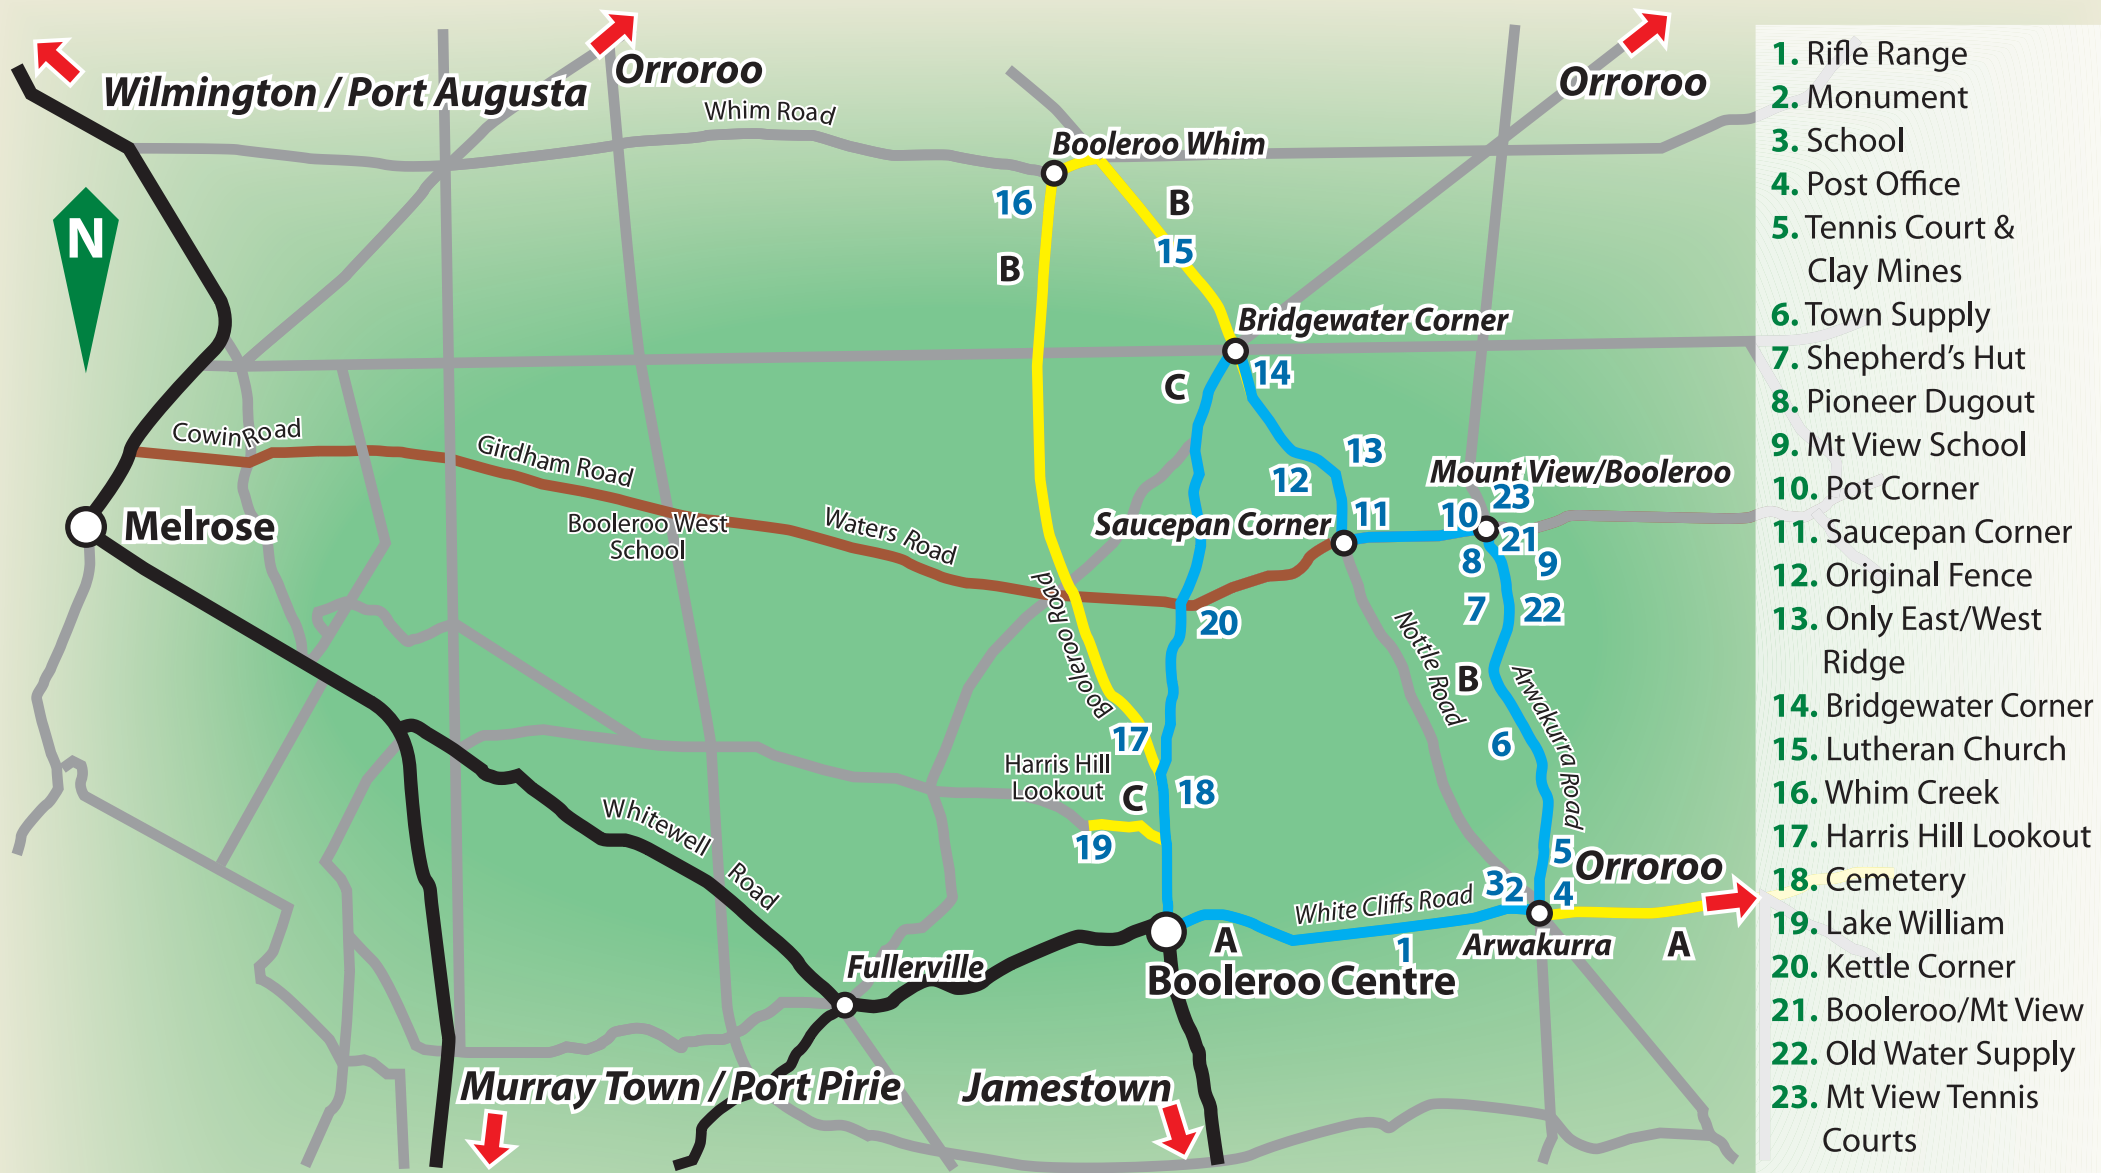 Wilmington / Port Augusta
Orroroo
Orroroo
Whim Road
Booleroo Whim
N
16
B
15
B
Bridgewater Corner
14
C
Cowin Road
Girdham Road
Booleroo West
School
Waters Road
13
12
Mount View/Booleroo
23
Melrose
Saucepan Corner
11
10
21
8
9
7
22
20
Booleroo Road
Nottle Road
B
Arwakurra Road
6
17
Harris Hill
Lookout
C
18
19
Whitewell Road
5
Orroroo
3
2
4
White Cliffs Road
A
1
Arwakurra
A
Fullerville
Booleroo Centre
Murray Town / Port Pirie
Jamestown
1. Rifle Range
2. Monument
3. School
4. Post Office
5. Tennis Court &
Clay Mines
6. Town Supply
7. Shepherd's Hut
8. Pioneer Dugout
9. Mt View School
10. Pot Corner
11. Saucepan Corner
12. Original Fence
13. Only East/West
Ridge
14. Bridgewater Corner
15. Lutheran Church
16. Whim Creek
17. Harris Hill Lookout
18. Cemetery
19. Lake William
20. Kettle Corner
21. Booleroo/Mt View
22. Old Water Supply
23. Mt View Tennis
Courts